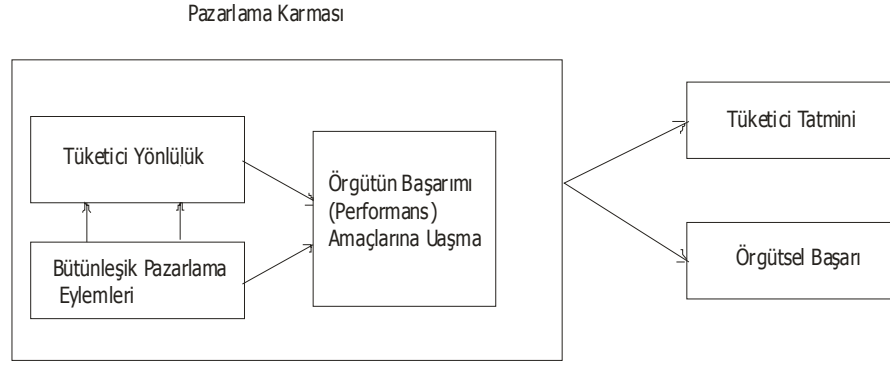 Pazarlama Karması
Tüketici Yönlülük
Bütünleşik Pazarlama
Eylemleri
Örgütün Başarımı
(Performans)
Amaçlarına Uaşma
Tüketici Tatmini
Örgütsel Başarı